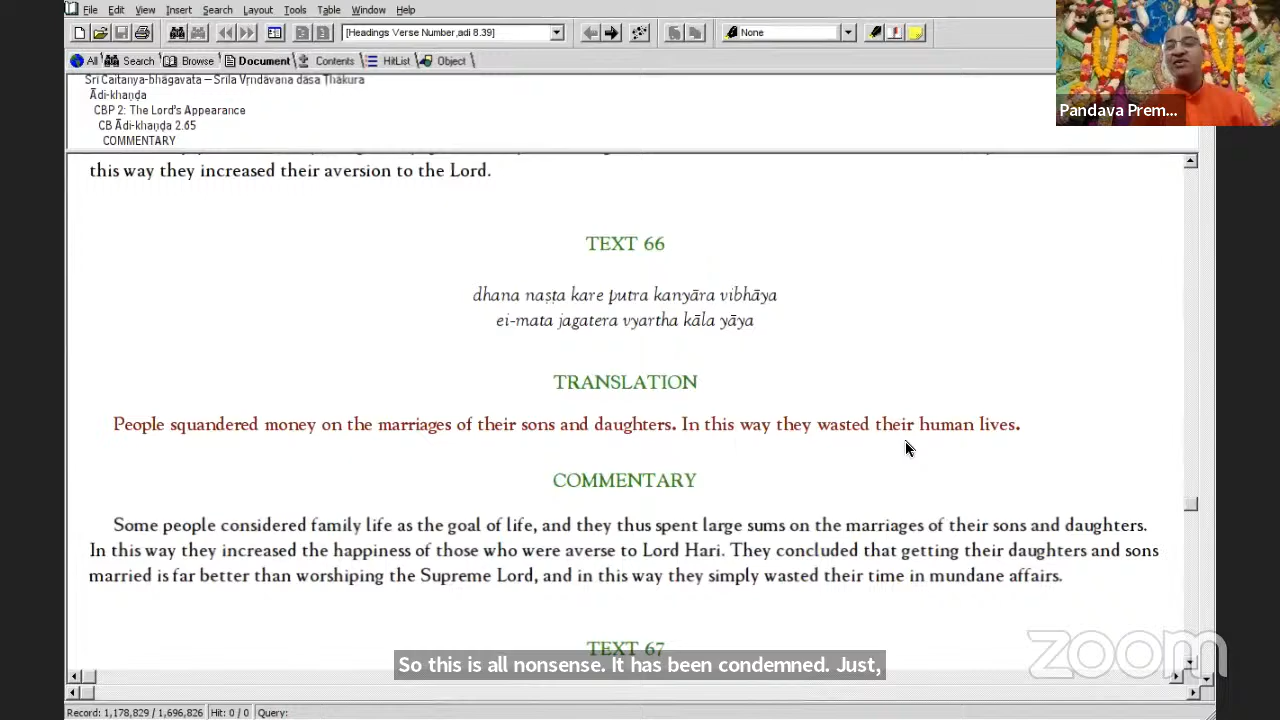 File Edit View Insert Search Layout Tools Table Window Help
[Headings Verse Number,adi 8.39] None
All Search Browse Document Contents HitList Object
Śrī Caitanya-bhāgavata – Śrīla Vṛndāvana dāsa Ṭhākura
Ādi-khaṇḍa
CBP 2: The Lord's Appearance
CB Ādi-khaṇḍa 2.65
COMMENTARY
Pandava Prem...
this way they increased their aversion to the Lord.
TEXT 66
dhana naṣṭa kare putra kanyāra vibhāya
ei-mata jagatera vyartha kāla yāya
TRANSLATION
People squandered money on the marriages of their sons and daughters. In this way they wasted their human lives.
COMMENTARY
Some people considered family life as the goal of life, and they thus spent large sums on the marriages of their sons and daughters.
In this way they increased the happiness of those who were averse to Lord Hari. They concluded that getting their daughters and sons
married is far better than worshiping the Supreme Lord, and in this way they simply wasted their time in mundane affairs.
TEXT 67
So this is all nonsense. It has been condemned. Just,
zoom
Record: 1,178,829 / 1,696,826 Hit: 0 / 0 Query: